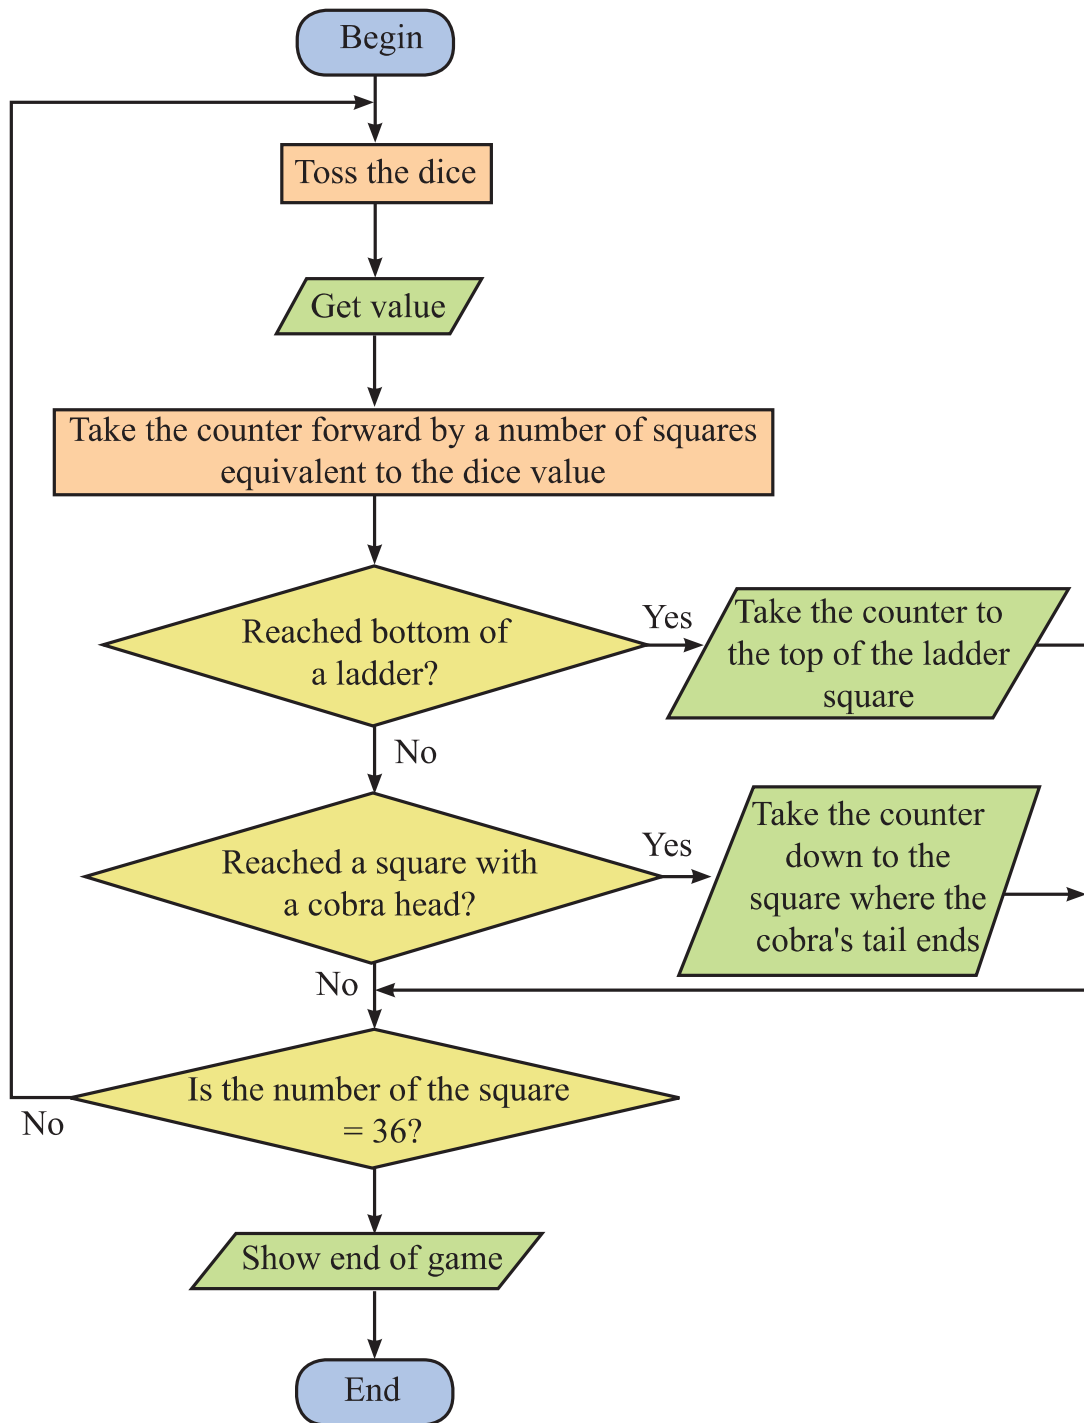 Begin
Toss the dice
Get value
Take the counter forward by a number of squares
equivalent to the dice value
Reached bottom of
a ladder?
Yes
Take the counter to
the top of the ladder
square
No
Reached a square with
a cobra head?
Yes
Take the counter
down to the
square where the
cobra's tail ends
No
Is the number of the square
= 36?
No
Show end of game
End